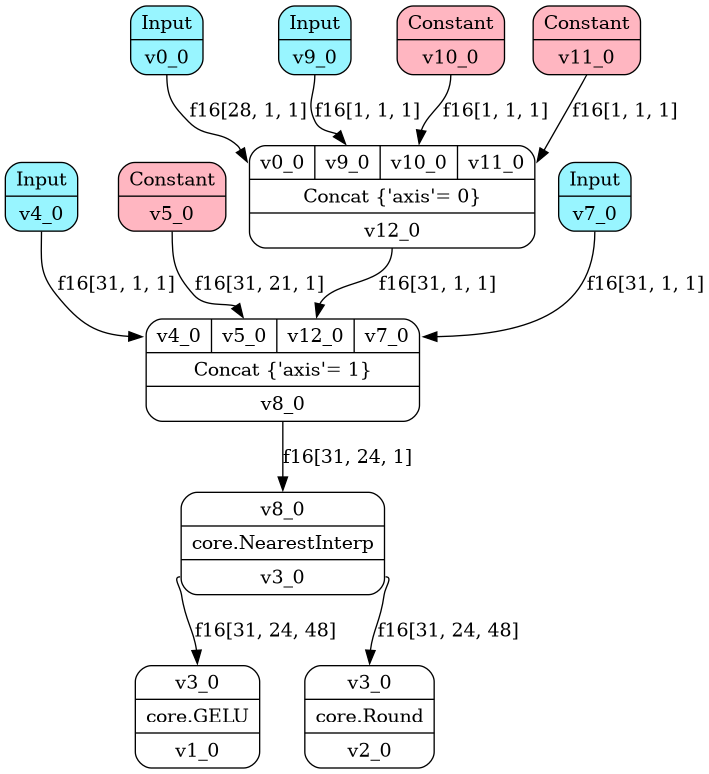 Input
v0_0
Input
v9_0
Constant
v10_0
Constant
v11_0
f16[28, 1, 1]
f16[1, 1, 1]
f16[1, 1, 1]
f16[1, 1, 1]
v0_0 v9_0 v10_0 v11_0
Concat {'axis'= 0}
v12_0
Input
v4_0
Constant
v5_0
Input
v7_0
f16[31, 1, 1]
f16[31, 21, 1]
f16[31, 1, 1]
f16[31, 1, 1]
v4_0 v5_0 v12_0 v7_0
Concat {'axis'= 1}
v8_0
f16[31, 24, 1]
v8_0
core.NearestInterp
v3_0
f16[31, 24, 48]
f16[31, 24, 48]
v3_0
core.GELU
v1_0
v3_0
core.Round
v2_0